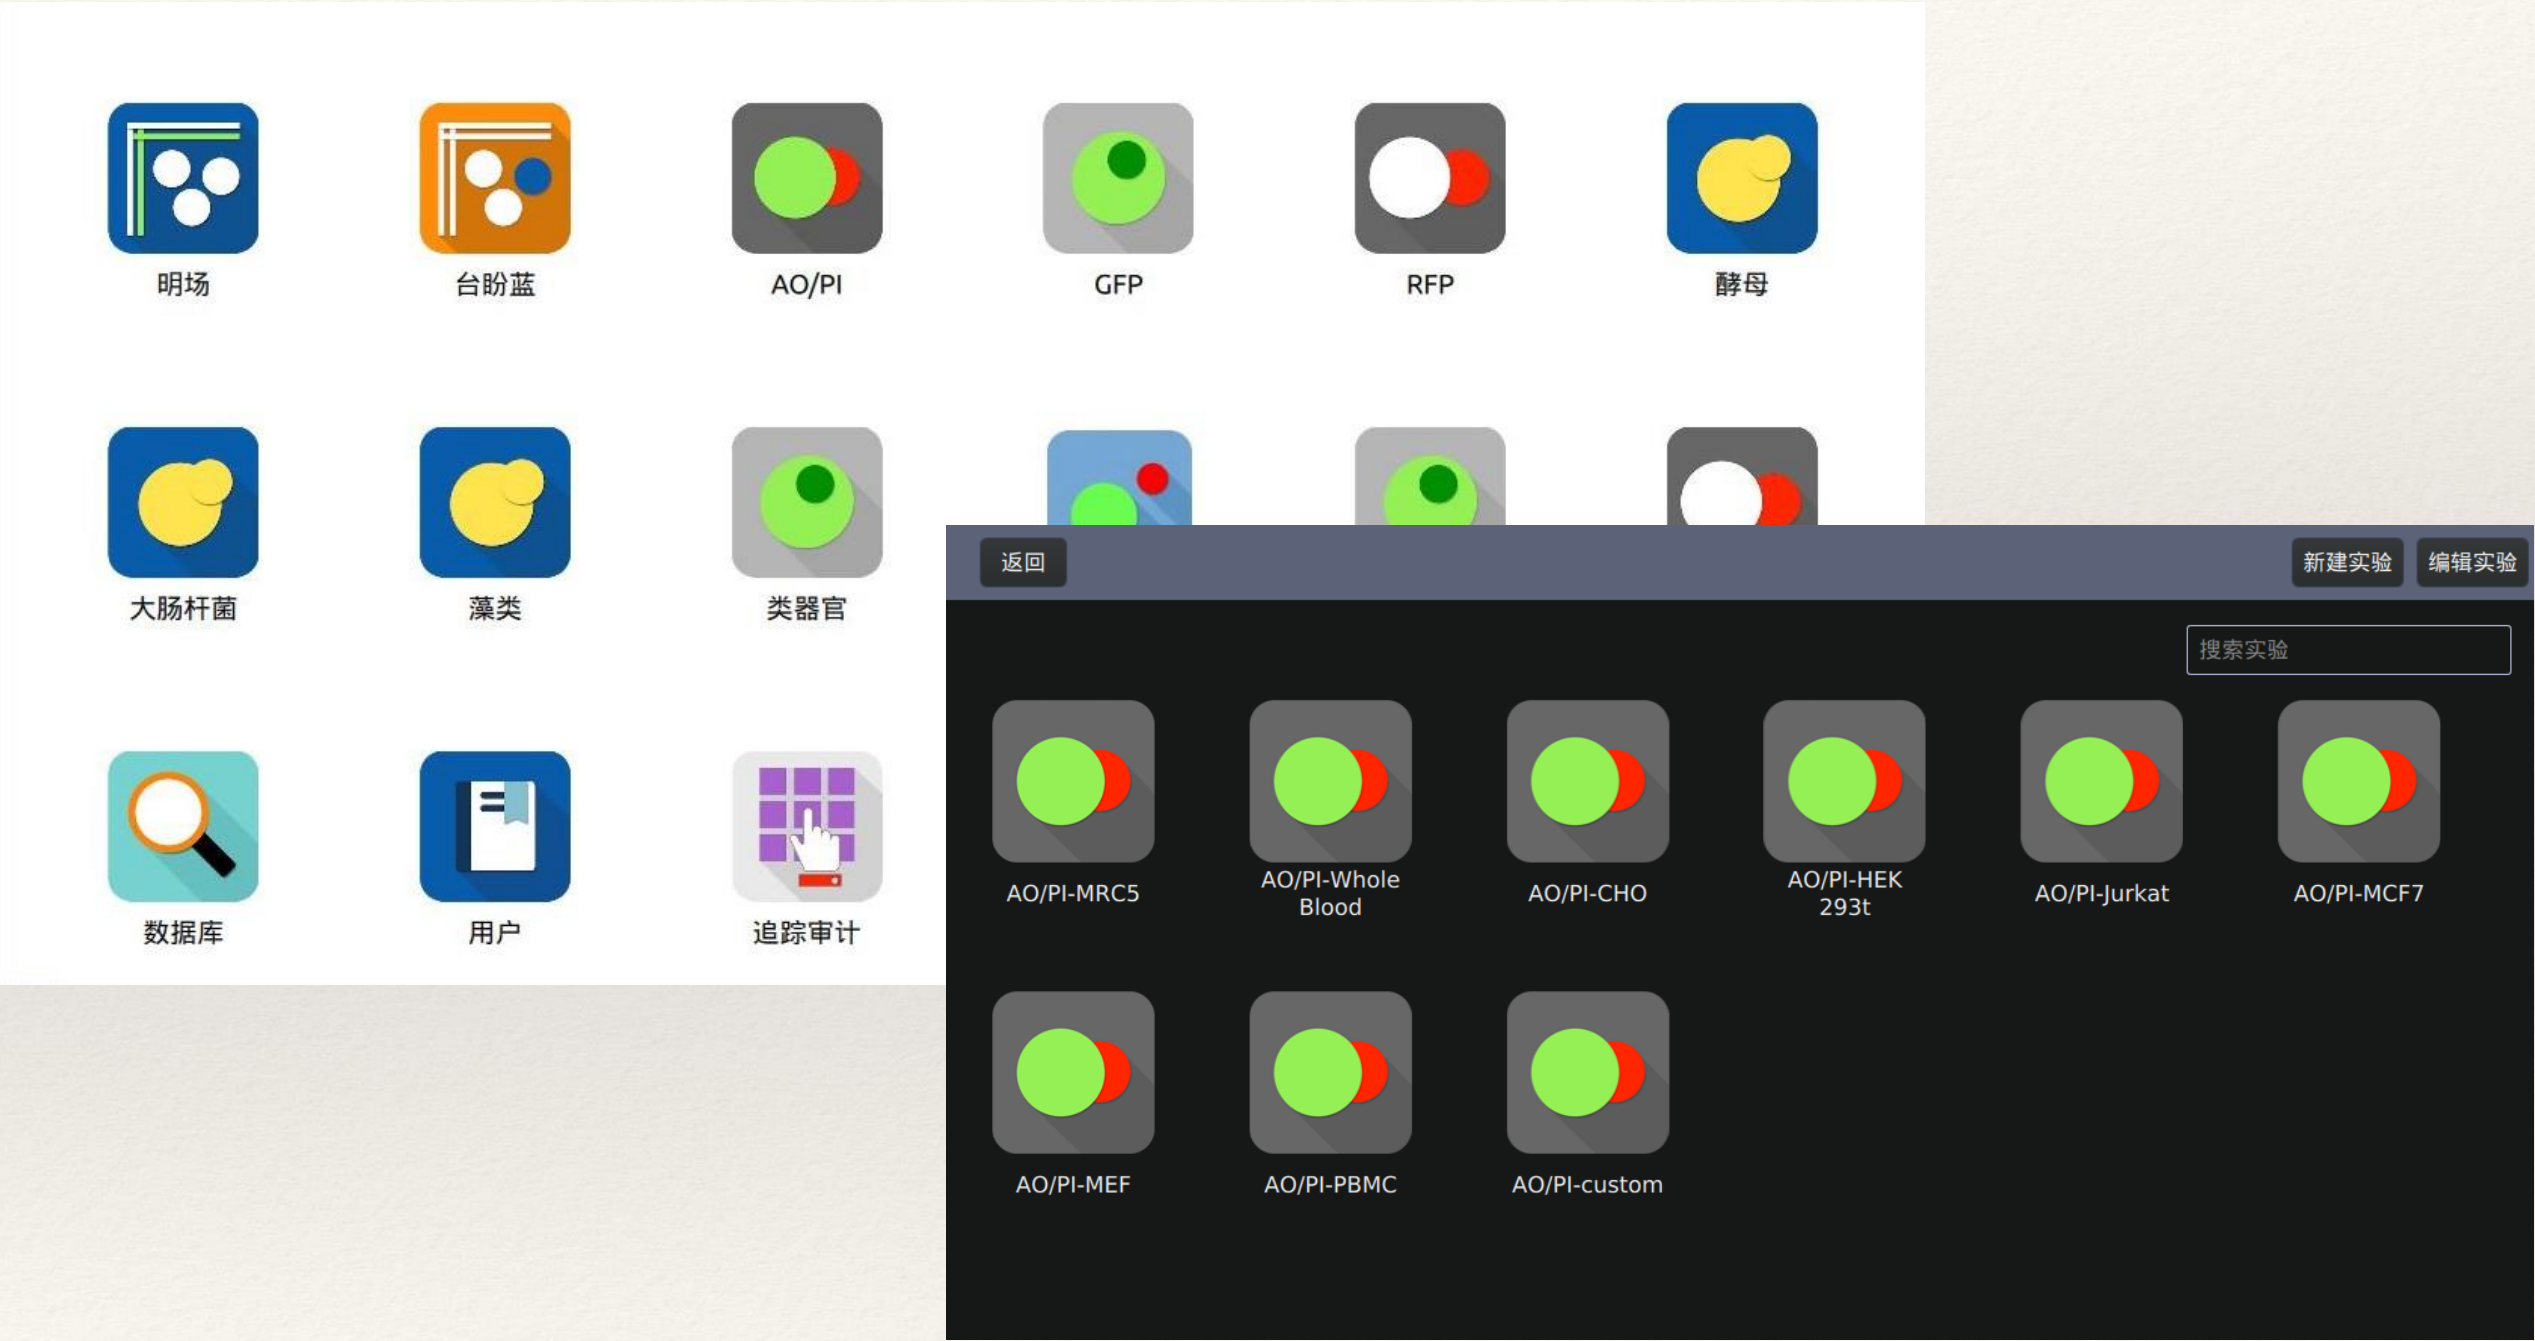 明场
台盼蓝
AO/PI
GFP
RFP
酵母
大肠杆菌
藻类
类器官
数据库
用户
追踪审计
返回
新建实验
编辑实验
搜索实验
AO/PI-MRC5
AO/PI-Whole
Blood
AO/PI-CHO
AO/PI-HEK
293t
AO/PI-Jurkat
AO/PI-MCF7
AO/PI-MEF
AO/PI-PBMC
AO/PI-custom